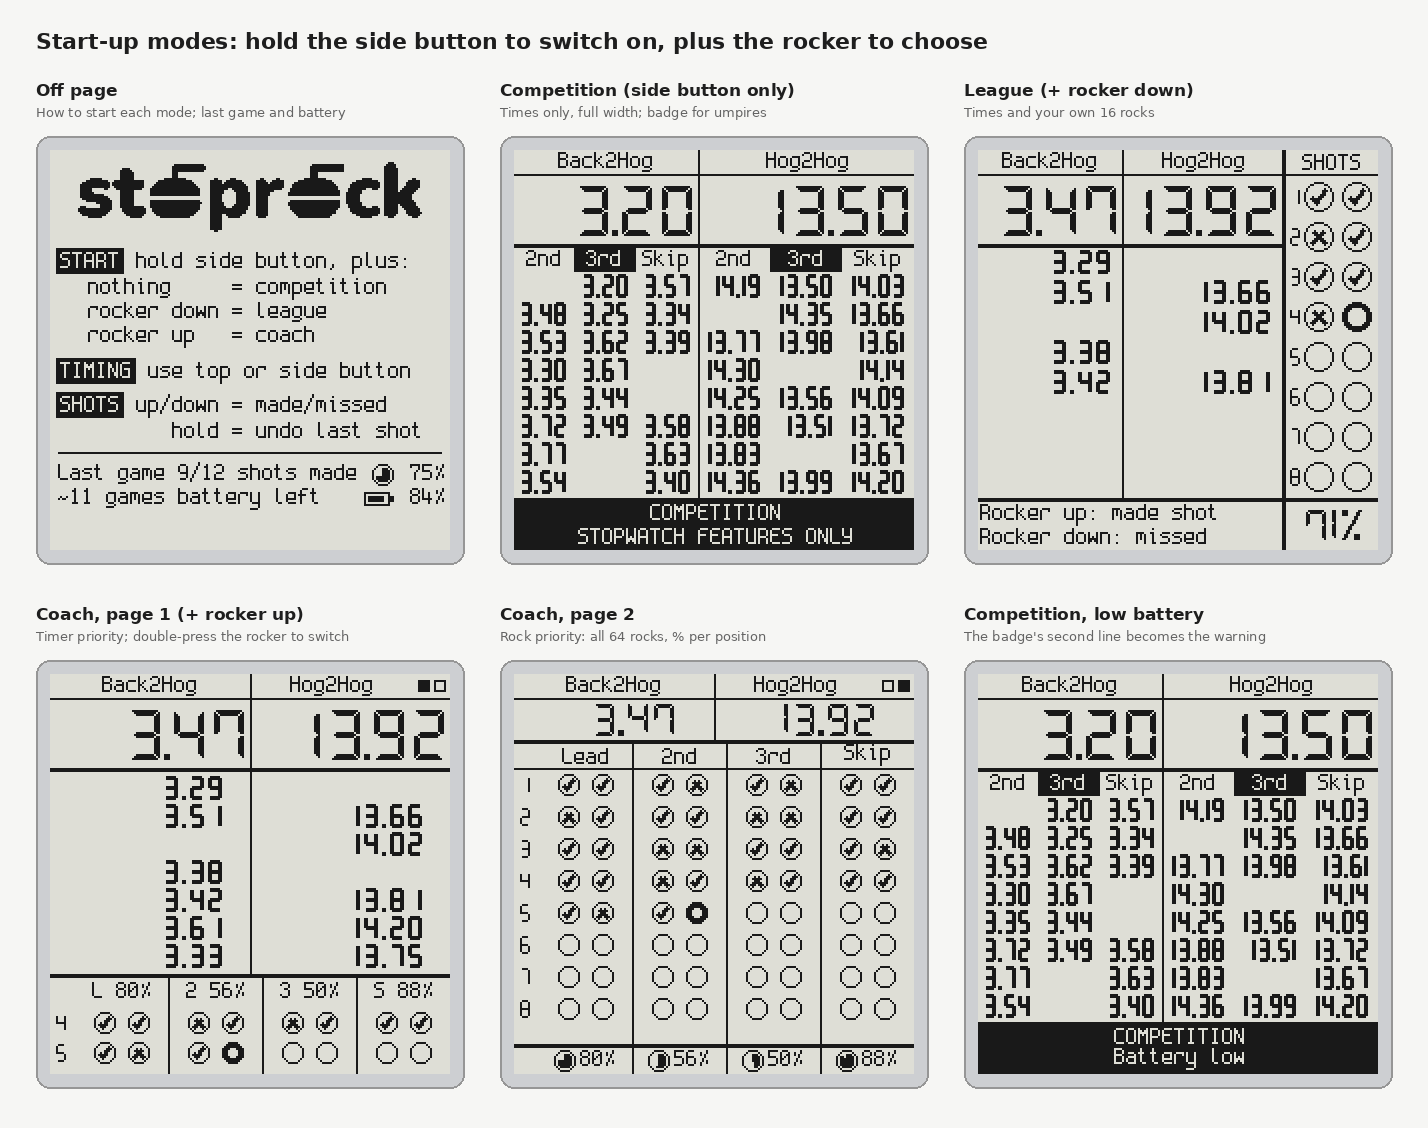 Start-up modes: hold the side button to switch on, plus the rocker to choose
Off page
How to start each mode; last game and battery
stoprock
START hold side button, plus:
nothing = competition
rocker down = league
rocker up = coach
TIMING use top or side button
SHOTS up/down = made/missed
hold = undo last shot
Last game 9/12 shots made 75%
~11 games battery left 84%
Competition (side button only)
Times only, full width; badge for umpires
Back2Hog Hog2Hog
3.20 13.50
2nd 3rd Skip 2nd 3rd Skip
3.20 3.57 14.19 13.50 14.03
3.48 3.25 3.34 14.35 13.66
3.53 3.62 3.39 13.77 13.98 13.61
3.30 3.67 14.30 14.14
3.35 3.44 14.25 13.56 14.09
3.72 3.49 3.58 13.88 13.51 13.72
3.77 3.63 13.83 13.67
3.54 3.40 14.36 13.99 14.20
COMPETITION
STOPWATCH FEATURES ONLY
League (+ rocker down)
Times and your own 16 rocks
Back2Hog Hog2Hog SHOTS
3.47 13.92 1
2
3.29 3
3.51 13.66
14.02 4
3.38 5
3.42 13.81 6
7
8
Rocker up: made shot
Rocker down: missed
71%
Coach, page 1 (+ rocker up)
Timer priority; double-press the rocker to switch
Back2Hog Hog2Hog
3.47 13.92
3.29
3.51 13.66
14.02
3.38
3.42 13.81
3.61 14.20
3.33 13.75
L 80% 2 56% 3 50% S 88%
4
5
Coach, page 2
Rock priority: all 64 rocks, % per position
Back2Hog Hog2Hog
3.47 13.92
Lead 2nd 3rd Skip
1
2
3
4
5
6
7
8
80% 56% 50% 88%
Competition, low battery
The badge's second line becomes the warning
Back2Hog Hog2Hog
3.20 13.50
2nd 3rd Skip 2nd 3rd Skip
3.20 3.57 14.19 13.50 14.03
3.48 3.25 3.34 14.35 13.66
3.53 3.62 3.39 13.77 13.98 13.61
3.30 3.67 14.30 14.14
3.35 3.44 14.25 13.56 14.09
3.72 3.49 3.58 13.88 13.51 13.72
3.77 3.63 13.83 13.67
3.54 3.40 14.36 13.99 14.20
COMPETITION
Battery low